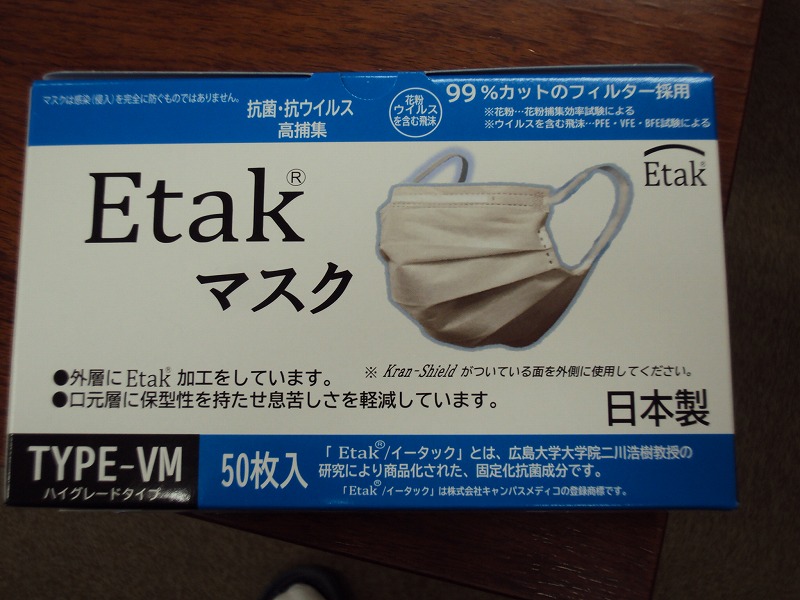 マスクは感染(侵入)を完全に防ぐものではありません。
抗菌・抗ウイルス
高捕集
花粉
ウイルス
を含む飛沫
99%カットのフィルター採用
※花粉…花粉捕集効率試験による
※ウイルスを含む飛沫…PFE・VFE・BFE試験による
Etak®
Etak®
マスク
●外層にEtak®加工をしています。
※ Kran-Shield がついている面を外側に使用してください。
●口元層に保型性を持たせ息苦しさを軽減しています。
日本製
TYPE-VM
ハイグレードタイプ
50枚入
「Etak®/イータック」とは、広島大学大学院二川浩樹教授の
研究により商品化された、固定化抗菌成分です。
「Etak®/イータック」は株式会社キャンパスメディコの登録商標です。